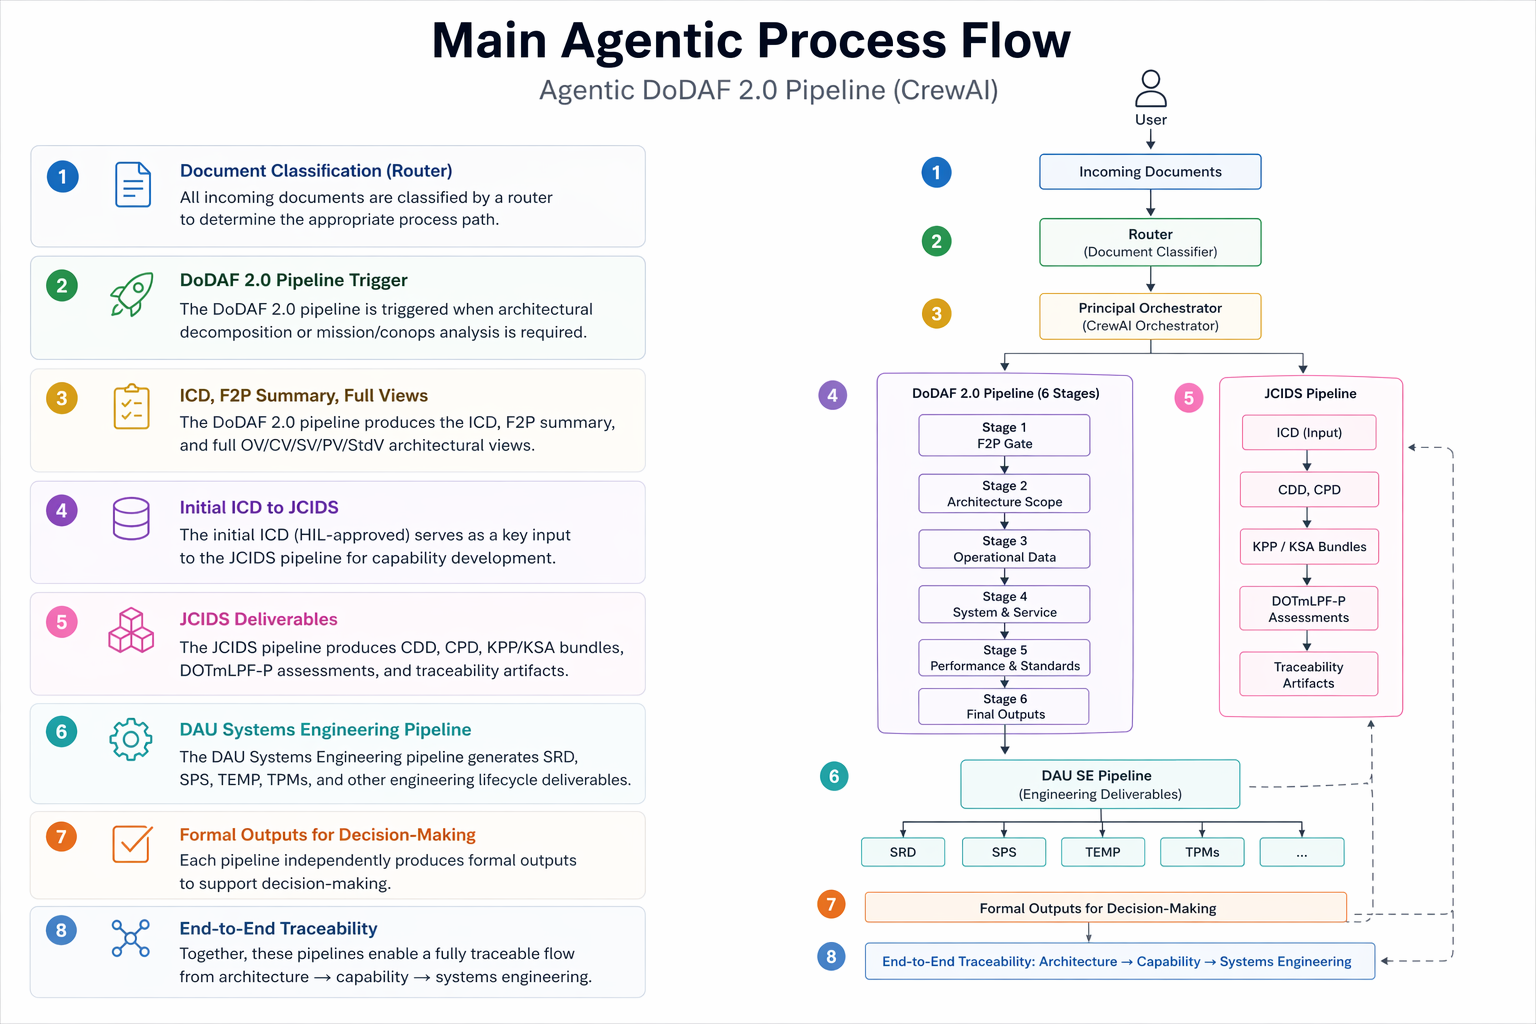 Main Agentic Process Flow
Agentic DoDAF 2.0 Pipeline (CrewAI)
1
Document Classification (Router)
All incoming documents are classified by a router
to determine the appropriate process path.
2
DoDAF 2.0 Pipeline Trigger
The DoDAF 2.0 pipeline is triggered when architectural
decomposition or mission/conops analysis is required.
3
ICD, F2P Summary, Full Views
The DoDAF 2.0 pipeline produces the ICD, F2P summary,
and full OV/CV/SV/PV/StdV architectural views.
4
Initial ICD to JCIDS
The initial ICD (HIL-approved) serves as a key input
to the JCIDS pipeline for capability development.
5
JCIDS Deliverables
The JCIDS pipeline produces CDD, CPD, KPP/KSA bundles,
DOTmLPF-P assessments, and traceability artifacts.
6
DAU Systems Engineering Pipeline
The DAU Systems Engineering pipeline generates SRD,
SPS, TEMP, TPMs, and other engineering lifecycle deliverables.
7
Formal Outputs for Decision-Making
Each pipeline independently produces formal outputs
to support decision-making.
8
End-to-End Traceability
Together, these pipelines enable a fully traceable flow
from architecture → capability → systems engineering.
User
1
Incoming Documents
2
Router
(Document Classifier)
3
Principal Orchestrator
(CrewAI Orchestrator)
4
DoDAF 2.0 Pipeline (6 Stages)
Stage 1
F2P Gate
Stage 2
Architecture Scope
Stage 3
Operational Data
Stage 4
System & Service
Stage 5
Performance & Standards
Stage 6
Final Outputs
5
JCIDS Pipeline
ICD (Input)
CDD, CPD
KPP / KSA Bundles
DOTmLPF-P
Assessments
Traceability
Artifacts
6
DAU SE Pipeline
(Engineering Deliverables)
SRD
SPS
TEMP
TPMs
...
7
Formal Outputs for Decision-Making
8
End-to-End Traceability: Architecture → Capability → Systems Engineering